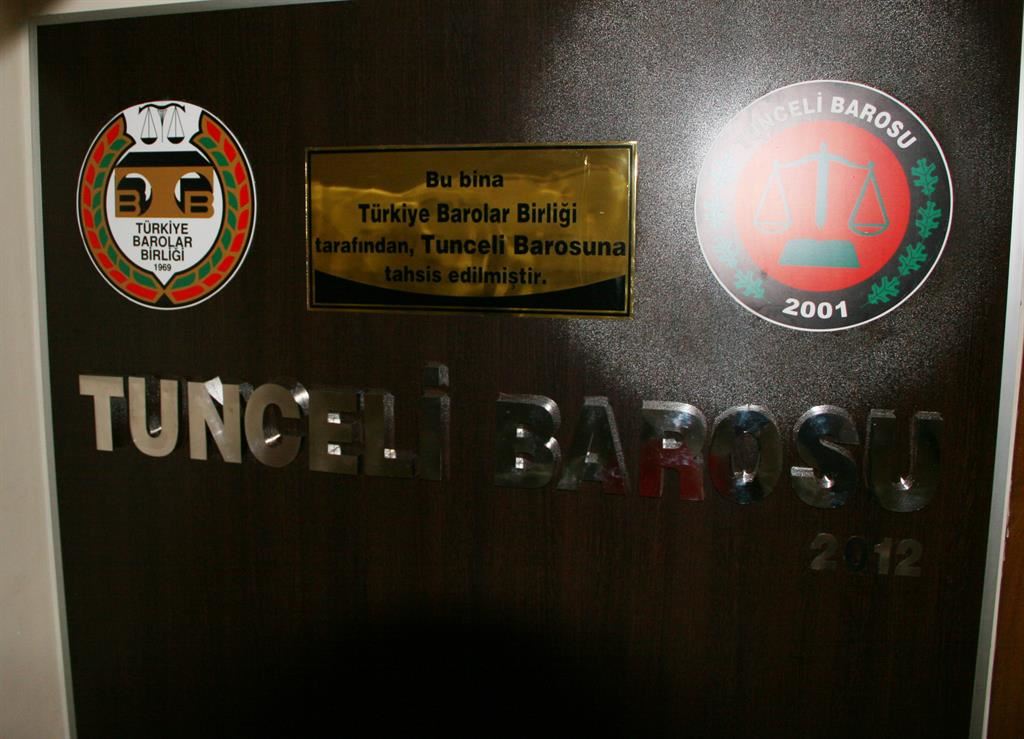 B B
TÜRKİYE
BAROLAR
BİRLİĞİ
1969
Bu bina
Türkiye Barolar Birliği
tarafından, Tunceli Barosuna
tahsis edilmiştir.
TUNCELİ BAROSU
2001
TUNCELİ BAROSU
2012